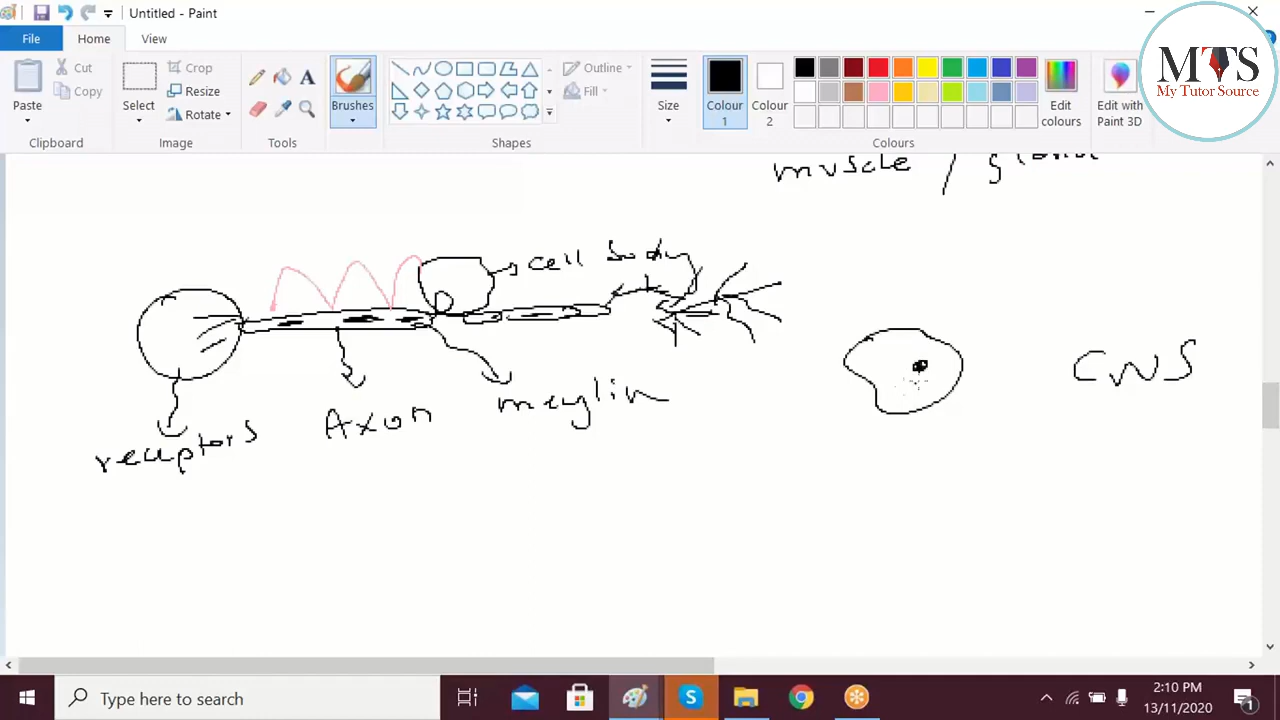 Untitled - Paint
File Home View
Paste
Cut
Copy
Clipboard
Select
Crop
Resize
Rotate
Image
Tools
Brushes
Shapes
Outline
Fill
Size
Colour 1
Colour 2
Edit colours
Edit with Paint 3D
Colours
MTS
My Tutor Source
muscle /
cell body
receptors
Axon
meylin
CNS
Type here to search
2:10 PM
13/11/2020
1